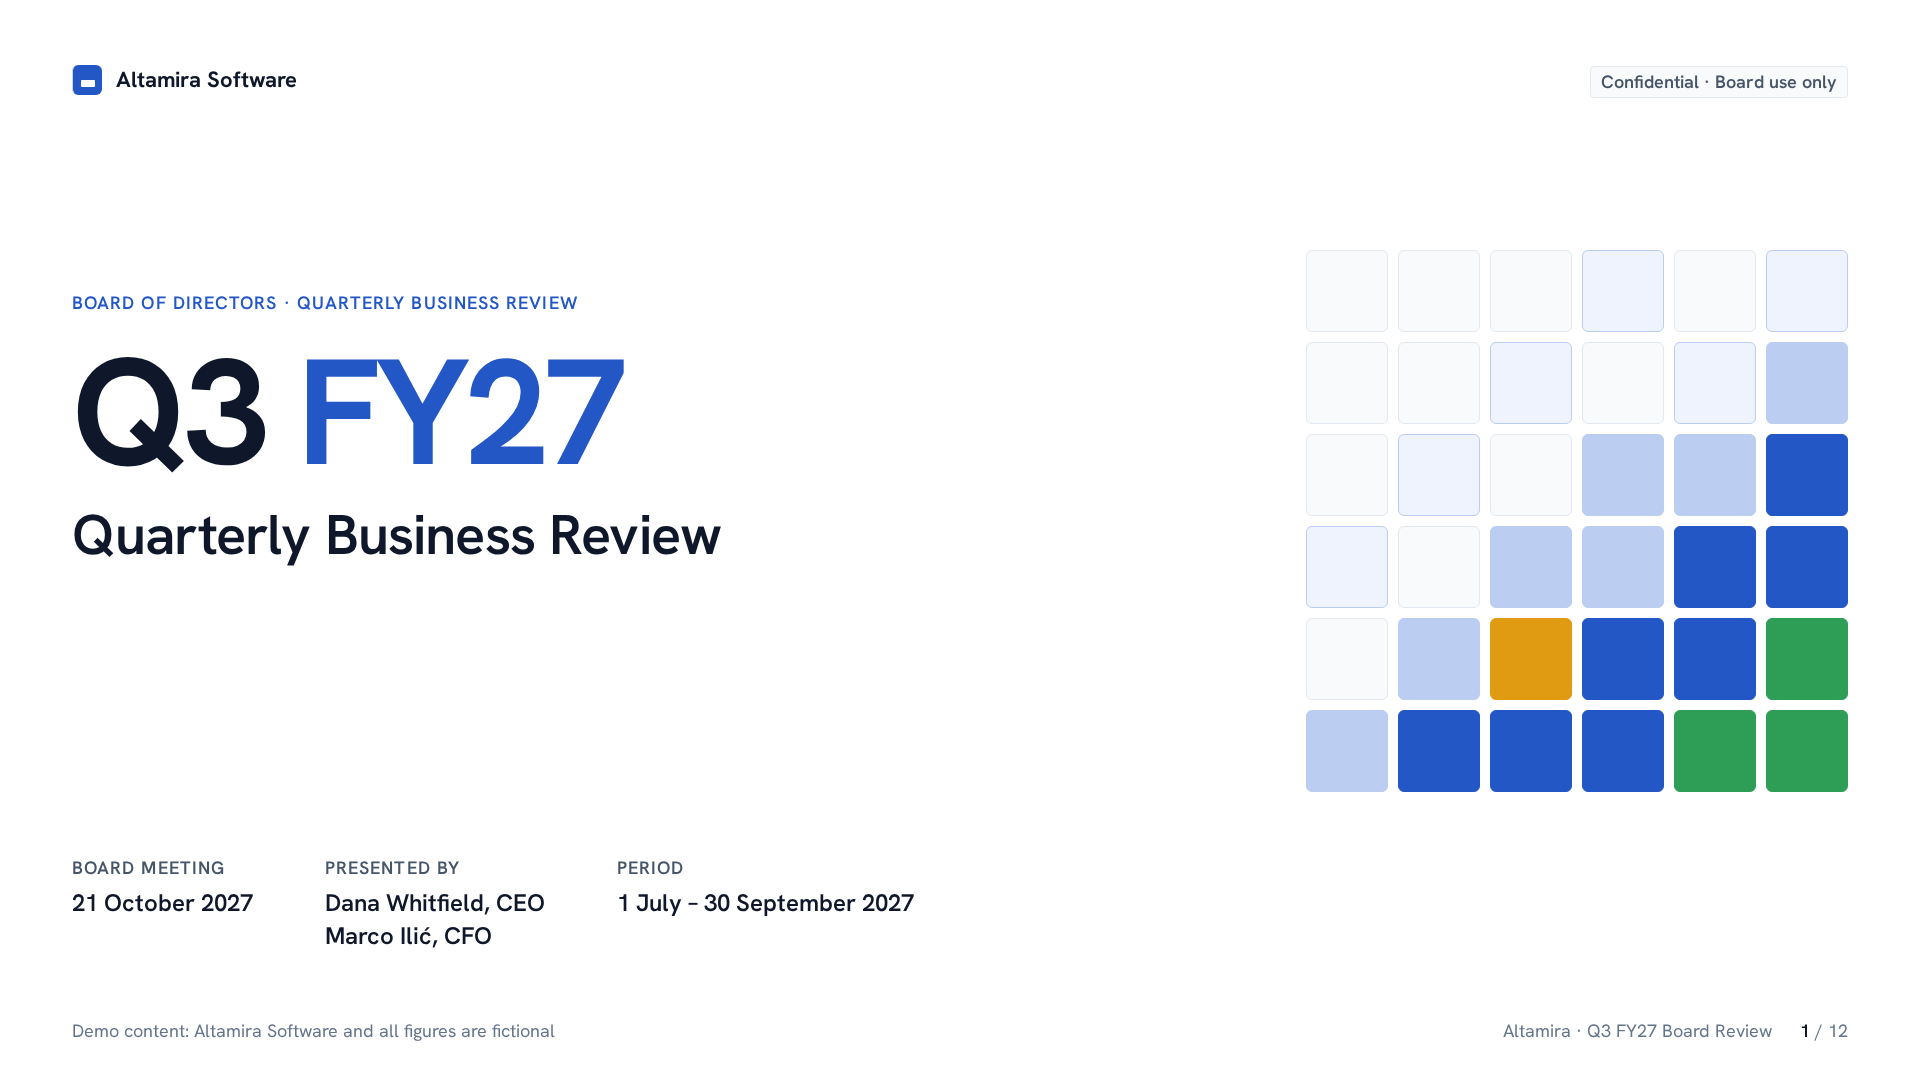 Altamira Software
Confidential · Board use only
BOARD OF DIRECTORS · QUARTERLY BUSINESS REVIEW
Q3 FY27
Quarterly Business Review
BOARD MEETING
21 October 2027
PRESENTED BY
Dana Whitfield, CEO
Marco Ilić, CFO
PERIOD
1 July – 30 September 2027
Demo content: Altamira Software and all figures are fictional
Altamira · Q3 FY27 Board Review
1 / 12